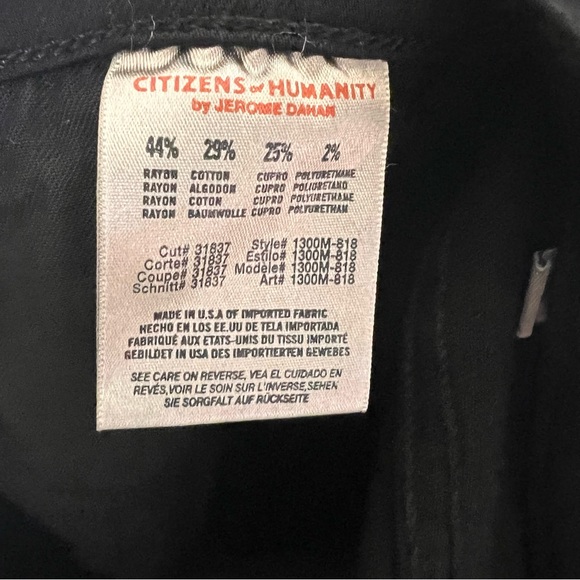 CITIZENS of HUMANITY
by JEROME DAHAN
44% 29% 25% 2%
RAYON COTTON CUPRO POLYURETHANE
RAYON ALGODON CUPRO POLIURETANO
RAYON COTON CUPRO POLYURETHANE
RAYON BAUMWOLLE CUPRO POLYURETHAN
Cut# 31837 Style# 1300M-818
Corte# 31837 Estilo# 1300M-818
Coupe# 31837 Modèle# 1300M-818
Schnitt# 31837 Art# 1300M-818
MADE IN U.S.A OF IMPORTED FABRIC
HECHO EN LOS EE.UU DE TELA IMPORTADA
FABRIQUÉ AUX ETATS-UNIS DU TISSU IMPORTÉ
GEBILDET IN USA DES IMPORTIERTEN GEWEBES
SEE CARE ON REVERSE, VEA EL CUIDADO EN
REVÉS,VOIR LE SOIN SUR L'INVERSE,SEHEN
SIE SORGFALT AUF RÜCKSEITE